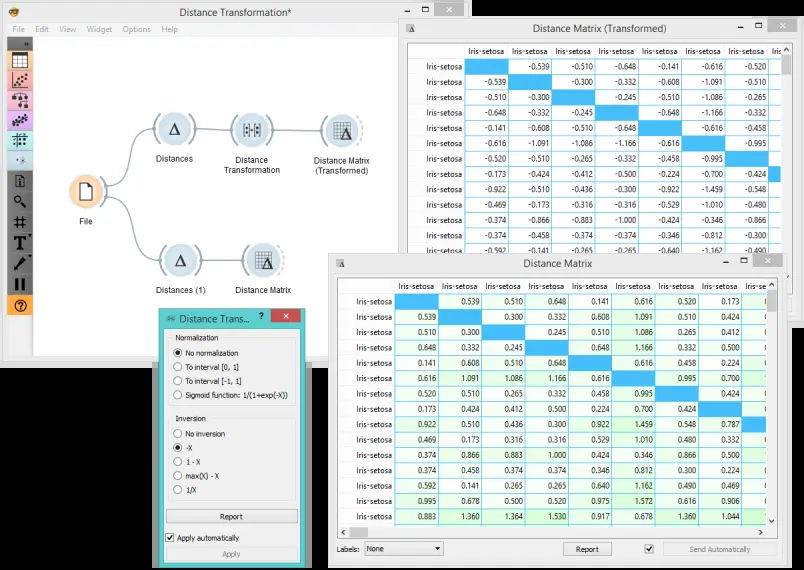 Distance Transformation*
File Edit View Widget Options Help
Distances
Distance
Transformation
Distance Matrix
(Transformed)
File
Distances (1)
Distance Matrix
Distance Matrix (Transformed)
Iris-setosa Iris-setosa Iris-setosa Iris-setosa Iris-setosa Iris-setosa Iris-setosa
Iris-setosa -0.539 -0.510 -0.648 -0.141 -0.616 -0.520
Iris-setosa -0.539 -0.300 -0.332 -0.608 -1.091 -0.510
Iris-setosa -0.510 -0.300 -0.245 -0.510 -1.086 -0.265
Iris-setosa -0.648 -0.332 -0.245 -0.648 -1.166 -0.332
Iris-setosa -0.141 -0.608 -0.510 -0.648 -0.616 -0.458
Iris-setosa -0.616 -1.091 -1.086 -1.166 -0.616 -0.995
Iris-setosa -0.520 -0.510 -0.265 -0.332 -0.458 -0.995
Iris-setosa -0.173 -0.424 -0.412 -0.500 -0.224 -0.700 -0.424
Iris-setosa -0.922 -0.510 -0.436 -0.300 -0.922 -1.459 -0.548
Iris-setosa -0.469 -0.173 -0.316 -0.316 -0.529 -1.010 -0.480
Iris-setosa -0.374 -0.866 -0.883 -1.000 -0.424 -0.346 -0.866
Iris-setosa -0.374 -0.458 -0.374 -0.374 -0.346 -0.812 -0.300
Iris-setosa -0.592 -0.141 -0.265 -0.265 -0.640 -1.162 -0.490
Distance Matrix
Iris-setosa Iris-setosa Iris-setosa Iris-setosa Iris-setosa Iris-setosa Iris-setosa Iris-setosa
Iris-setosa 0.539 0.510 0.648 0.141 0.616 0.520 0.173
Iris-setosa 0.539 0.300 0.332 0.608 1.091 0.510 0.424
Iris-setosa 0.510 0.300 0.245 0.510 1.086 0.265 0.412
Iris-setosa 0.648 0.332 0.245 0.648 1.166 0.332 0.500
Iris-setosa 0.141 0.608 0.510 0.648 0.616 0.458 0.224
Iris-setosa 0.616 1.091 1.086 1.166 0.616 0.995 0.700
Iris-setosa 0.520 0.510 0.265 0.332 0.458 0.995 0.424
Iris-setosa 0.173 0.424 0.412 0.500 0.224 0.700 0.424
Iris-setosa 0.922 0.510 0.436 0.300 0.922 1.459 0.548 0.787
Iris-setosa 0.469 0.173 0.316 0.316 0.529 1.010 0.480 0.332
Iris-setosa 0.374 0.866 0.883 1.000 0.424 0.346 0.866 0.500
Iris-setosa 0.374 0.458 0.374 0.374 0.346 0.812 0.300 0.224
Iris-setosa 0.592 0.141 0.265 0.265 0.640 1.162 0.490 0.469
Iris-setosa 0.995 0.678 0.500 0.520 0.975 1.572 0.616 0.906
Iris-setosa 0.883 1.360 1.364 1.530 0.917 0.678 1.360 1.044
Labels: None Report Send Automatically
Distance Trans... ?
Normalization
No normalization
To interval [0, 1]
To interval [-1, 1]
Sigmoid function: 1/(1+exp(-X))
Inversion
No inversion
-X
1 - X
max(X) - X
1/X
Report
Apply automatically
Apply